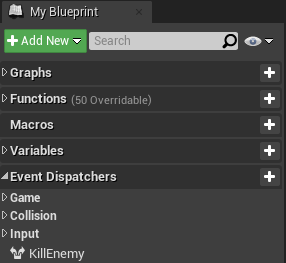 My Blueprint
Add New Search
Graphs
Functions (50 Overridable)
Macros
Variables
Event Dispatchers
Game
Collision
Input
KillEnemy